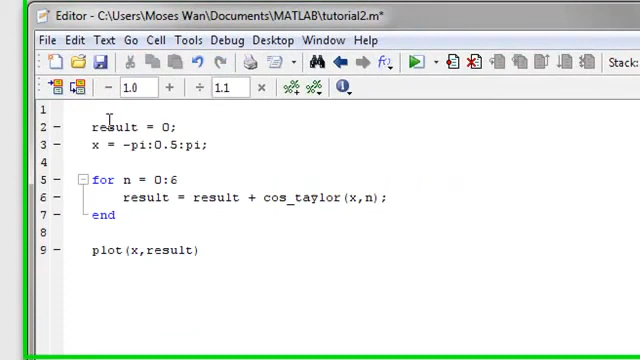 Editor - C:\Users\Moses Wan\Documents\MATLAB\tutorial2.m*
File Edit Text Go Cell Tools Debug Desktop Window Help
Stack:
1.0 1.1
1
2 result = 0;
3 x = -pi:0.5:pi;
4
5 for n = 0:6
6 result = result + cos_taylor(x,n);
7 end
8
9 plot(x,result)